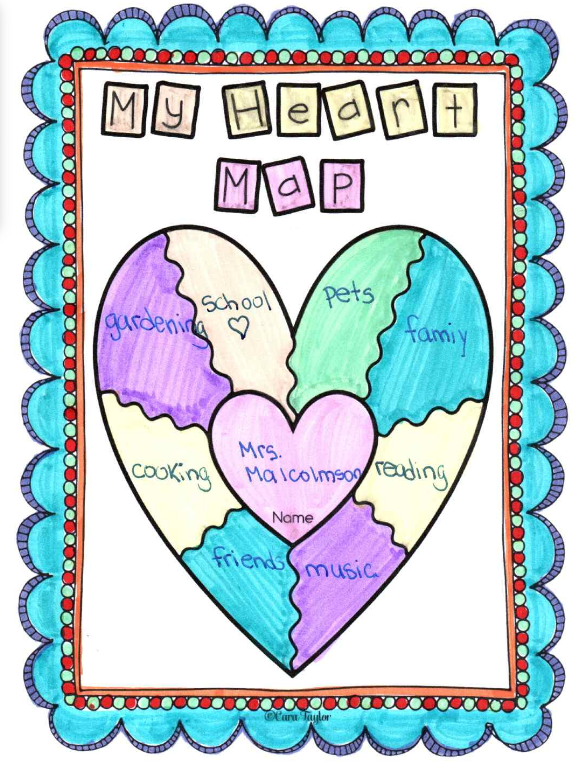 My Heart
Map
gardening
school
♡
pets
famiy
cooking
Mrs.
Malcolmson
Name
reading
friends
music
©Cara Taylor